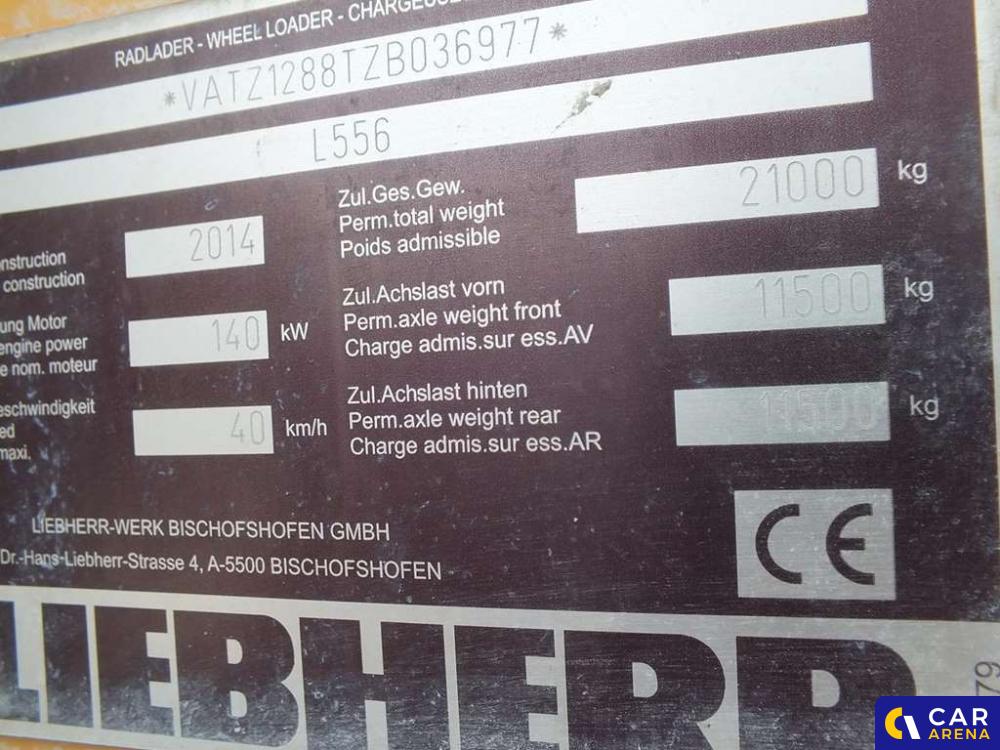 RADLADER - WHEEL LOADER -
*VATZ1288TZB036977*
L556
Zul.Ges.Gew.
Perm.total weight
Poids admissible
21000 kg
construction
construction
2014
Zul.Achslast vorn
Perm.axle weight front
Charge admis.sur ess.AV
11500 kg
ung Motor
engine power
e nom. moteur
140 kW
Zul.Achslast hinten
Perm.axle weight rear
Charge admis.sur ess.AR
11500 kg
eschwindigkeit
ed
maxi.
40 km/h
CE
LIEBHERR-WERK BISCHOFSHOFEN GMBH
Dr.-Hans-Liebherr-Strasse 4, A-5500 BISCHOFSHOFEN
LIEBHERR
79
CAR
ARENA